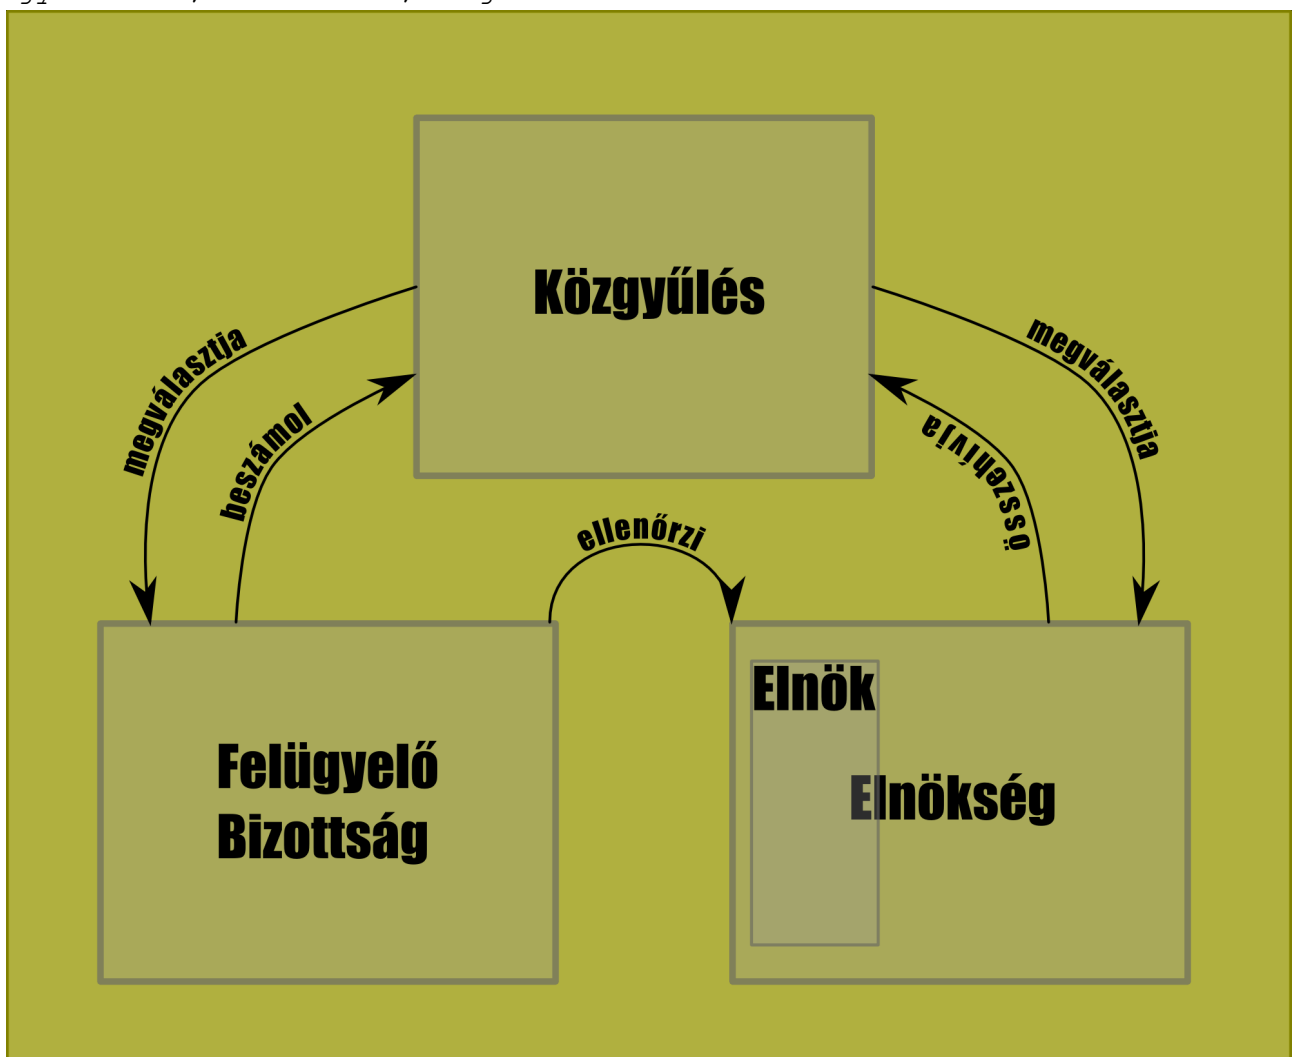 Közgyűlés
megválasztja
beszámol
megválasztja
összehívja
ellenőrzi
Elnök
Felügyelő
Bizottság
Elnökség